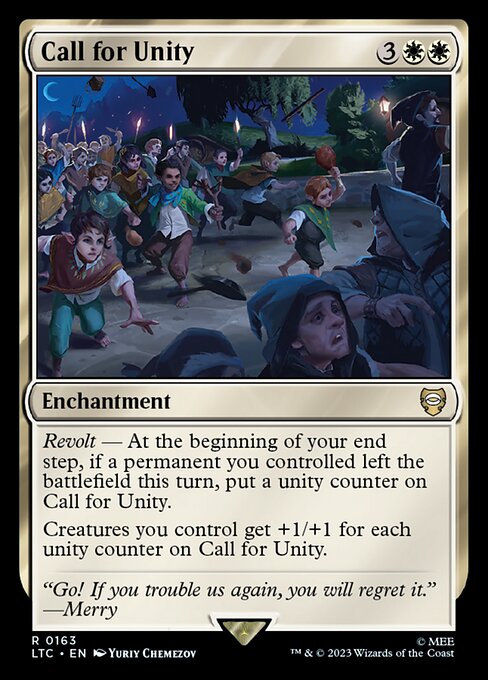 Call for Unity 3
Enchantment
Revolt — At the beginning of your end
step, if a permanent you controlled left the
battlefield this turn, put a unity counter on
Call for Unity.
Creatures you control get +1/+1 for each
unity counter on Call for Unity.
“Go! If you trouble us again, you will regret it.”
—Merry
R 0163
LTC • EN Yuriy Chemezov
© MEE
™ & © 2023 Wizards of the Coast